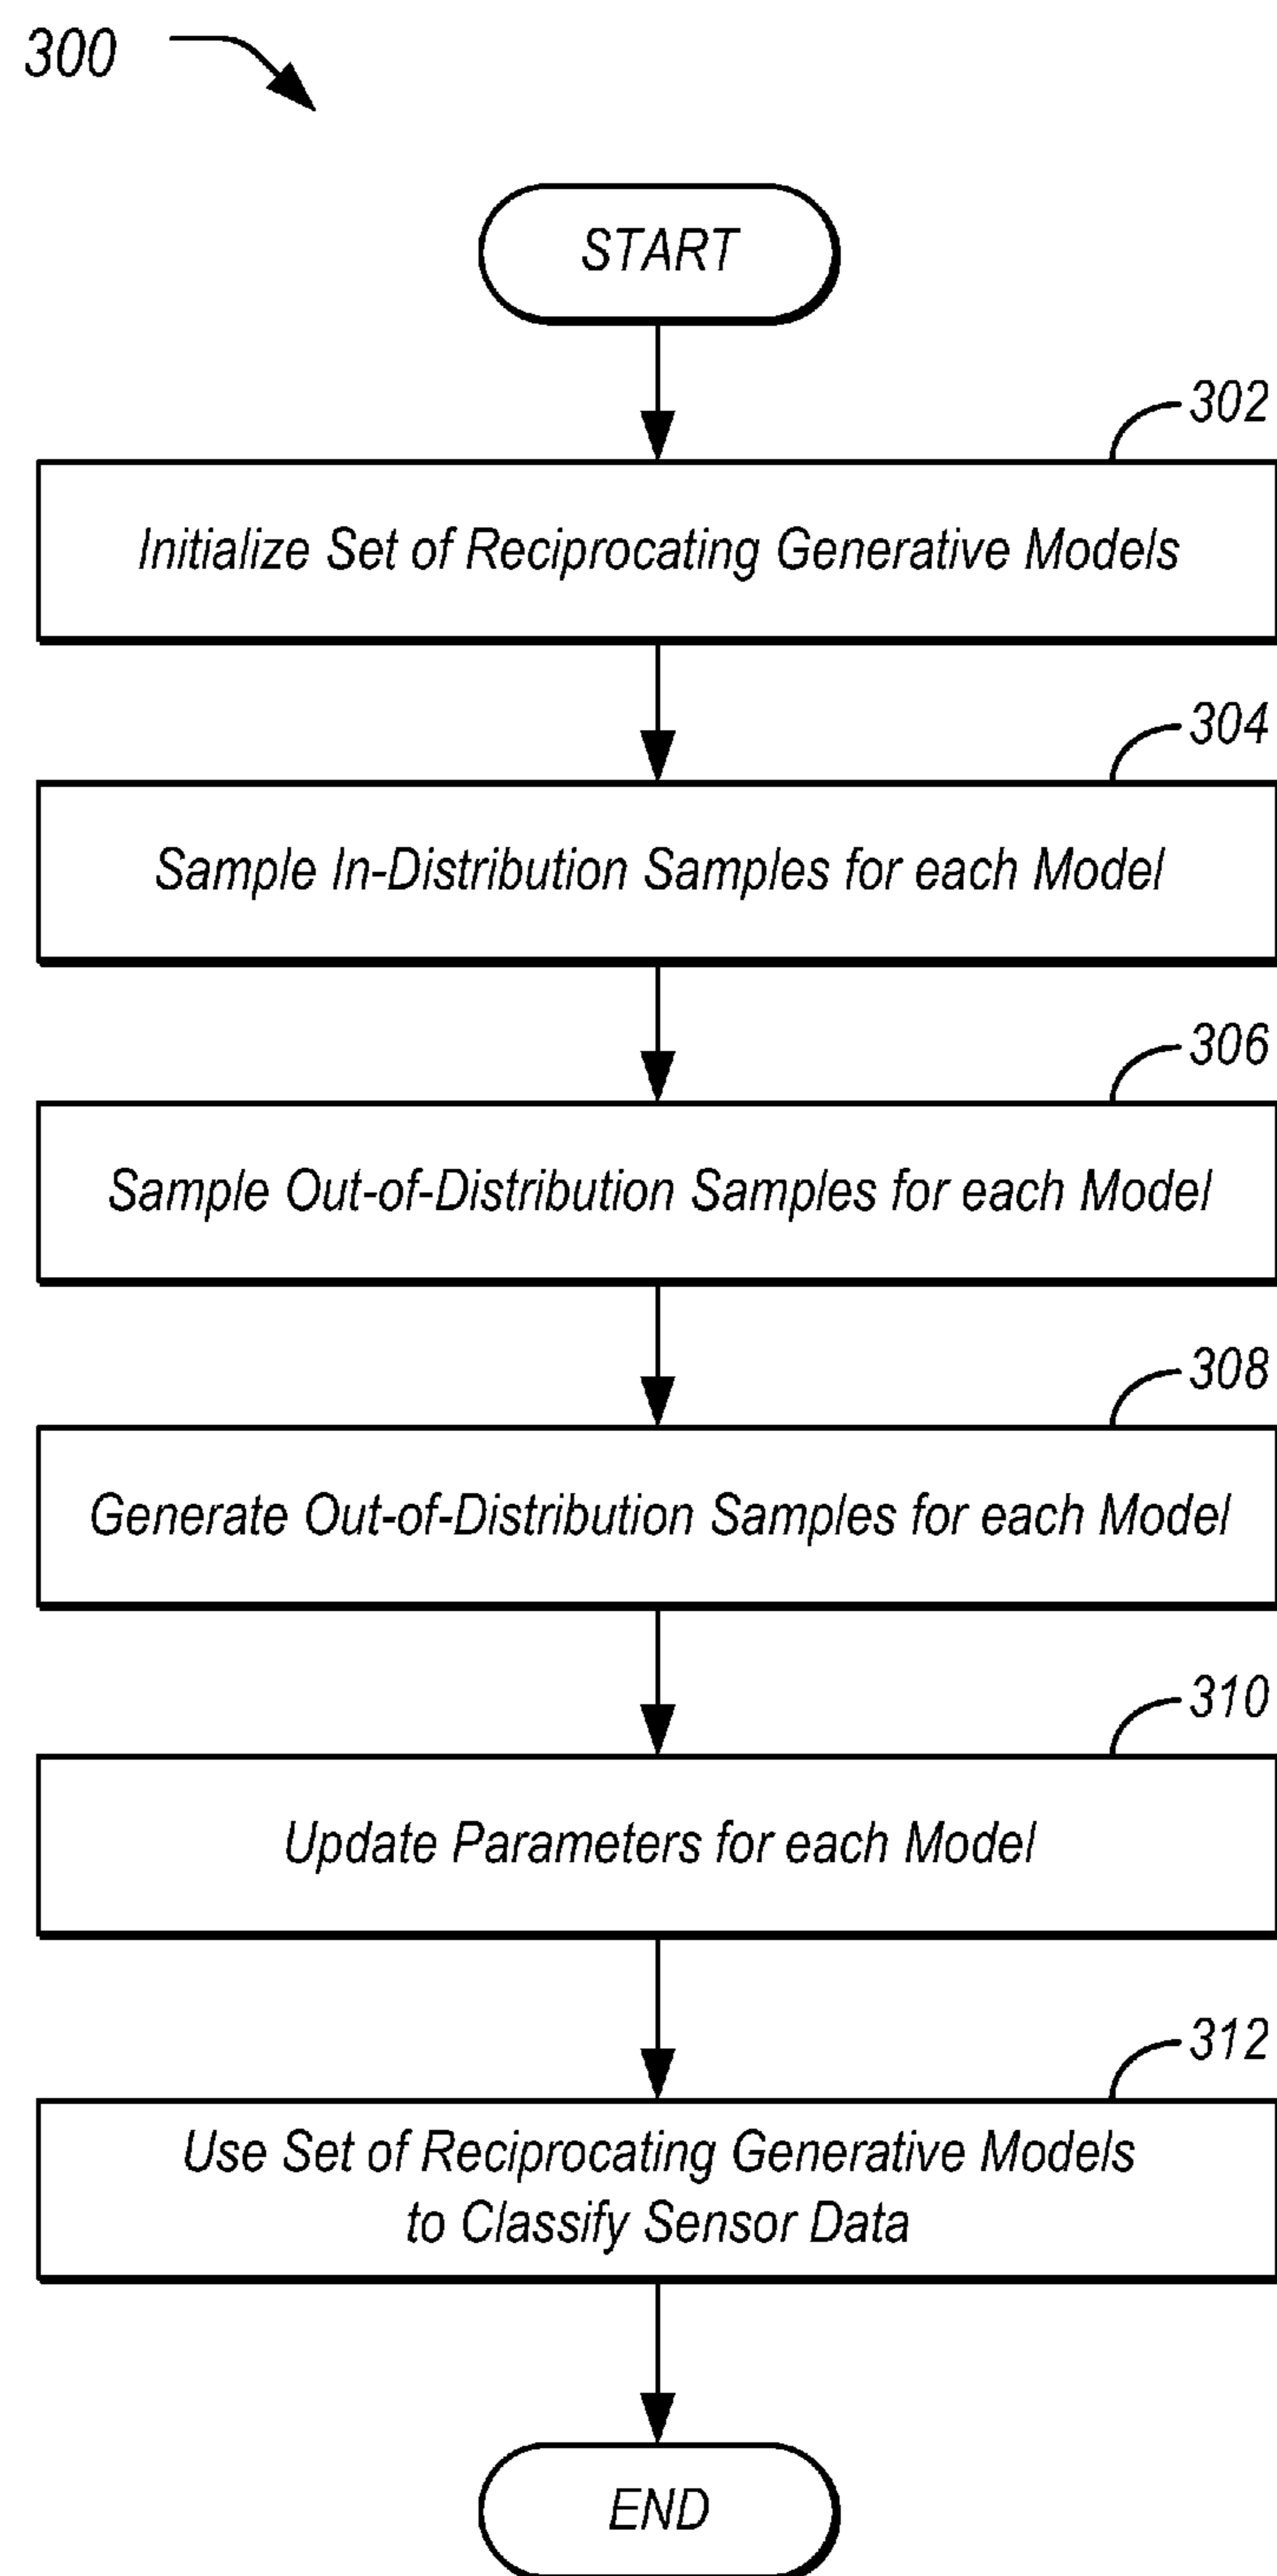 300
START
302
Initialize Set of Reciprocating Generative Models
304
Sample In-Distribution Samples for each Model
306
Sample Out-of-Distribution Samples for each Model
308
Generate Out-of-Distribution Samples for each Model
310
Update Parameters for each Model
312
Use Set of Reciprocating Generative Models
to Classify Sensor Data
END